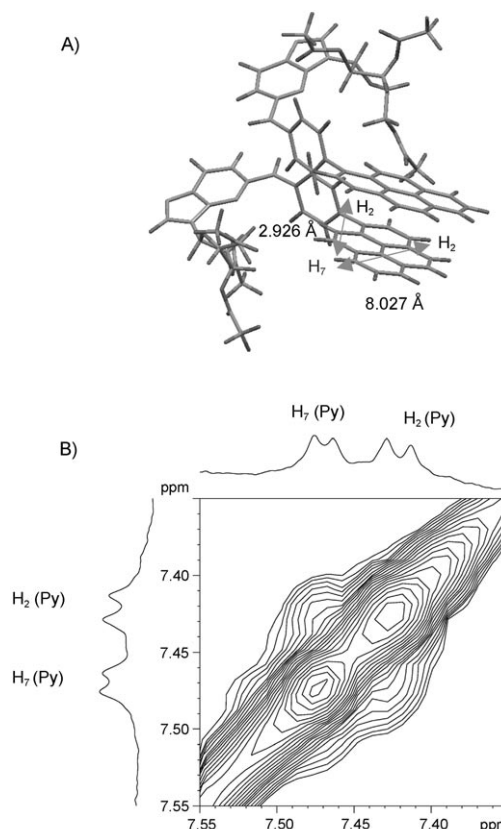 A)
H2
2.926 Å
H2
H7
8.027 Å
B)
H7 (Py)
H2 (Py)
ppm
H2 (Py)
7.40
7.45
H7 (Py)
7.50
7.55
7.55
7.50
7.45
7.40
ppm